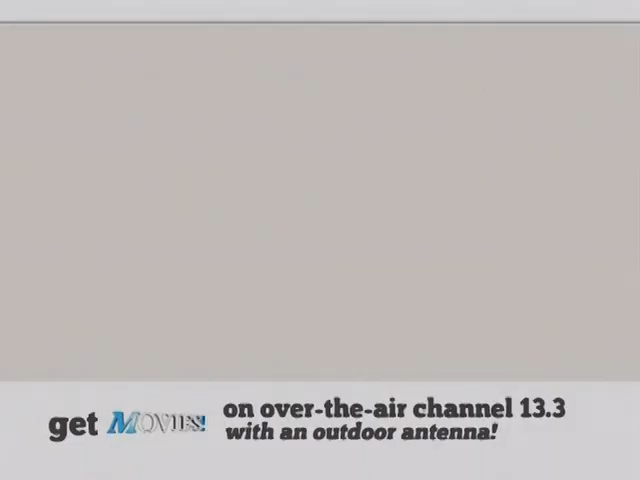 get MOVIES! on over-the-air channel 13.3
with an outdoor antenna!